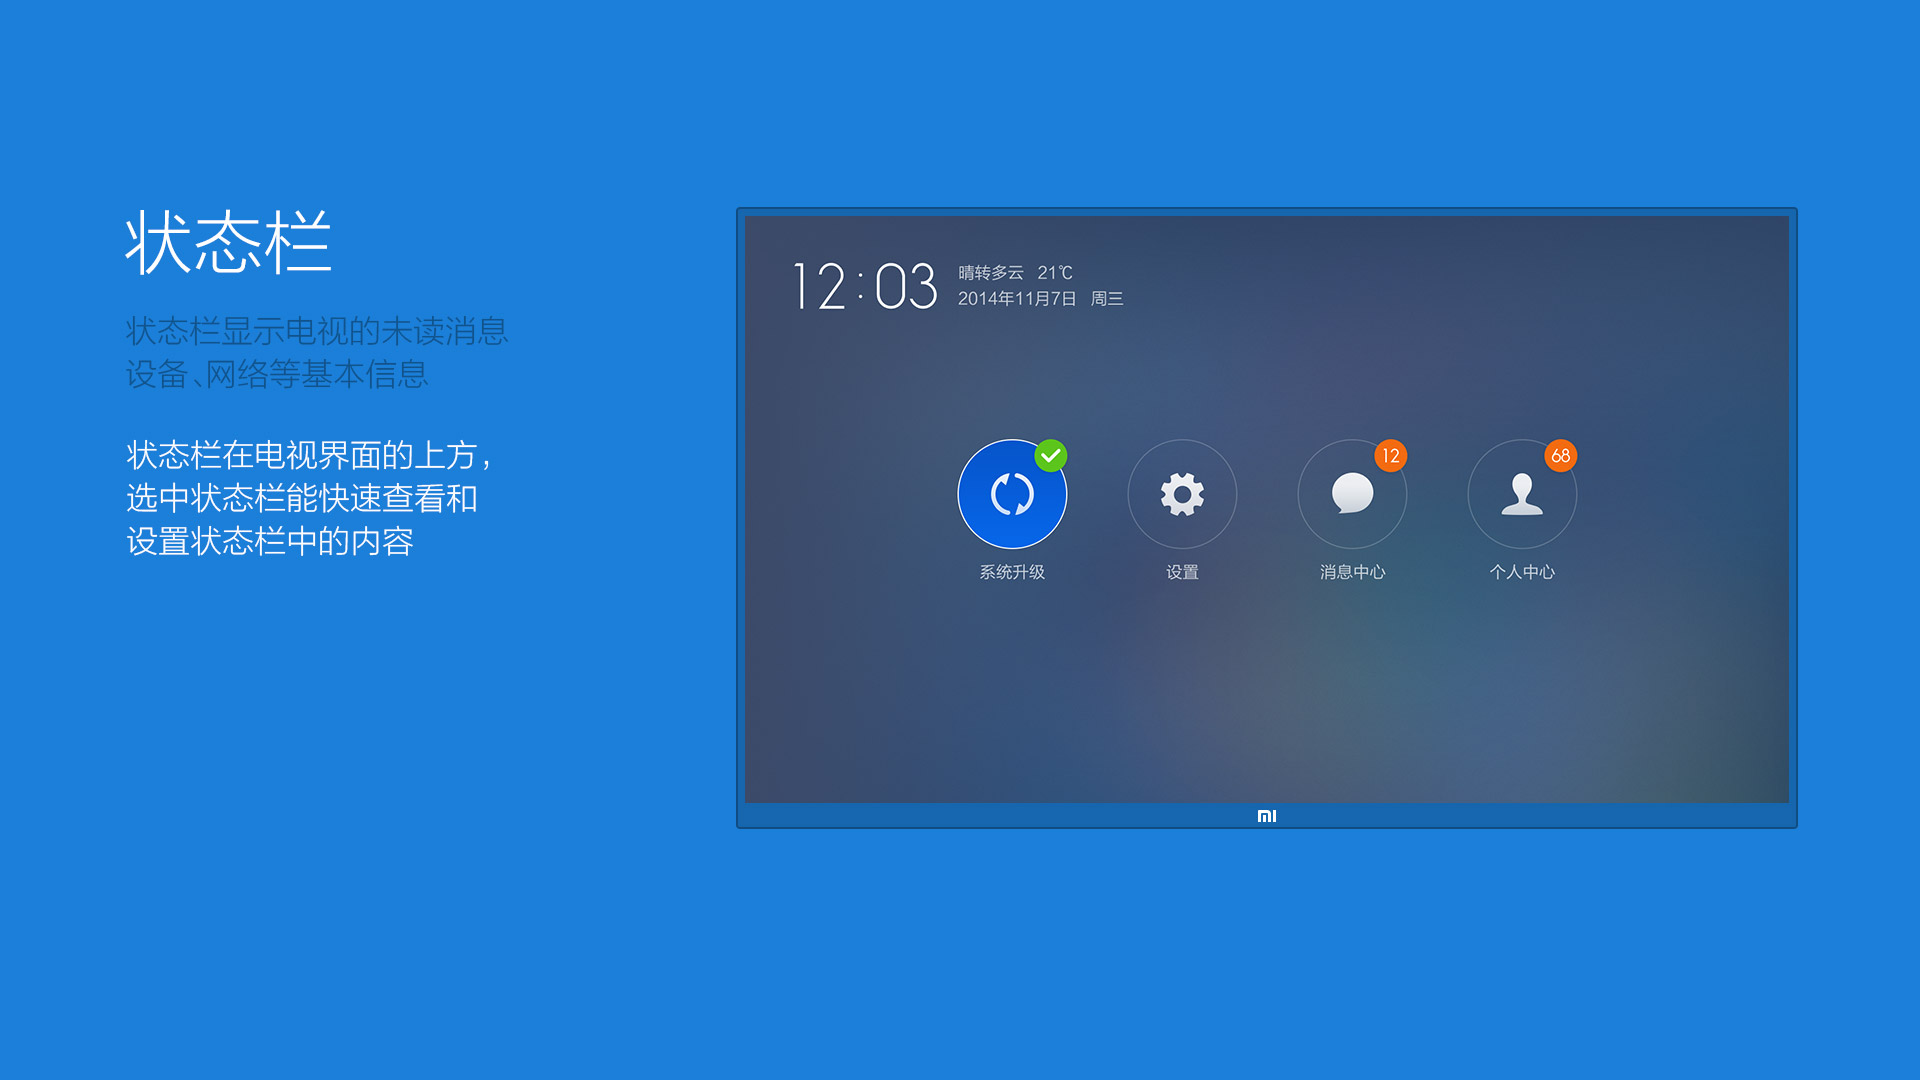 状态栏
状态栏显示电视的未读消息
设备、网络等基本信息
状态栏在电视界面的上方，
选中状态栏能快速查看和
设置状态栏中的内容
12:03
晴转多云 21℃
2014年11月7日 周三
12
68
系统升级
设置
消息中心
个人中心
MI